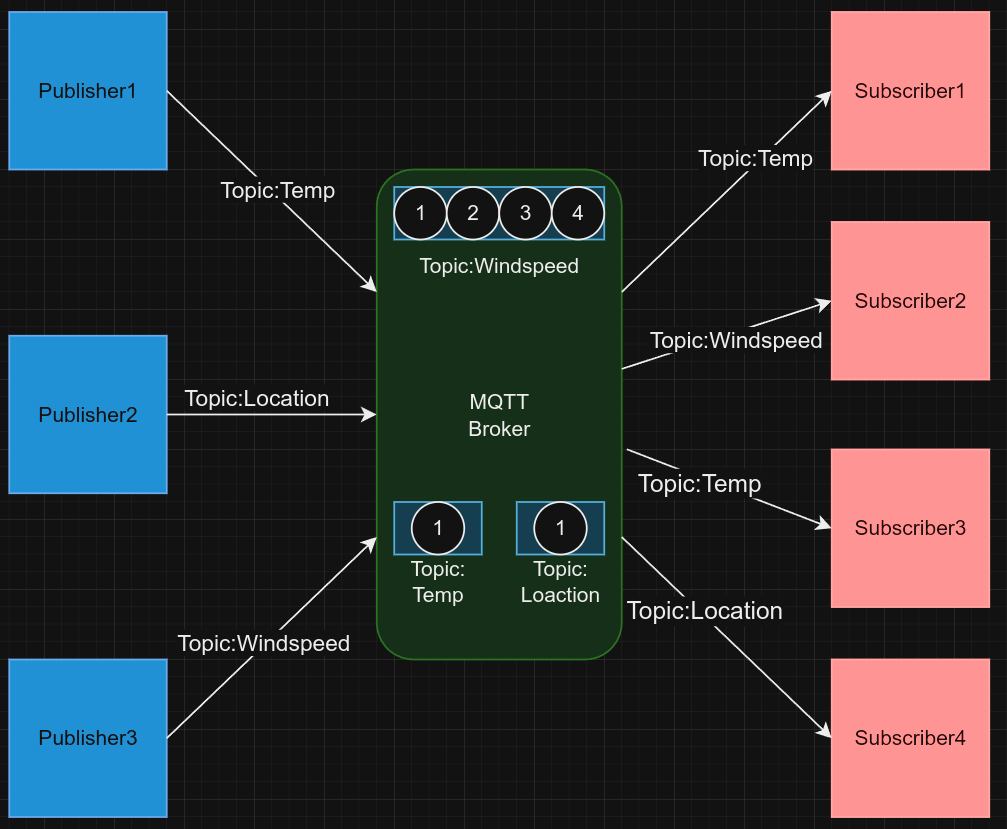 Publisher1
Topic:Temp
Publisher2
Topic:Location
Publisher3
Topic:Windspeed
1 2 3 4
Topic:Windspeed
MQTT
Broker
1
Topic:
Temp
1
Topic:
Loaction
Topic:Temp
Subscriber1
Topic:Windspeed
Subscriber2
Topic:Temp
Subscriber3
Topic:Location
Subscriber4